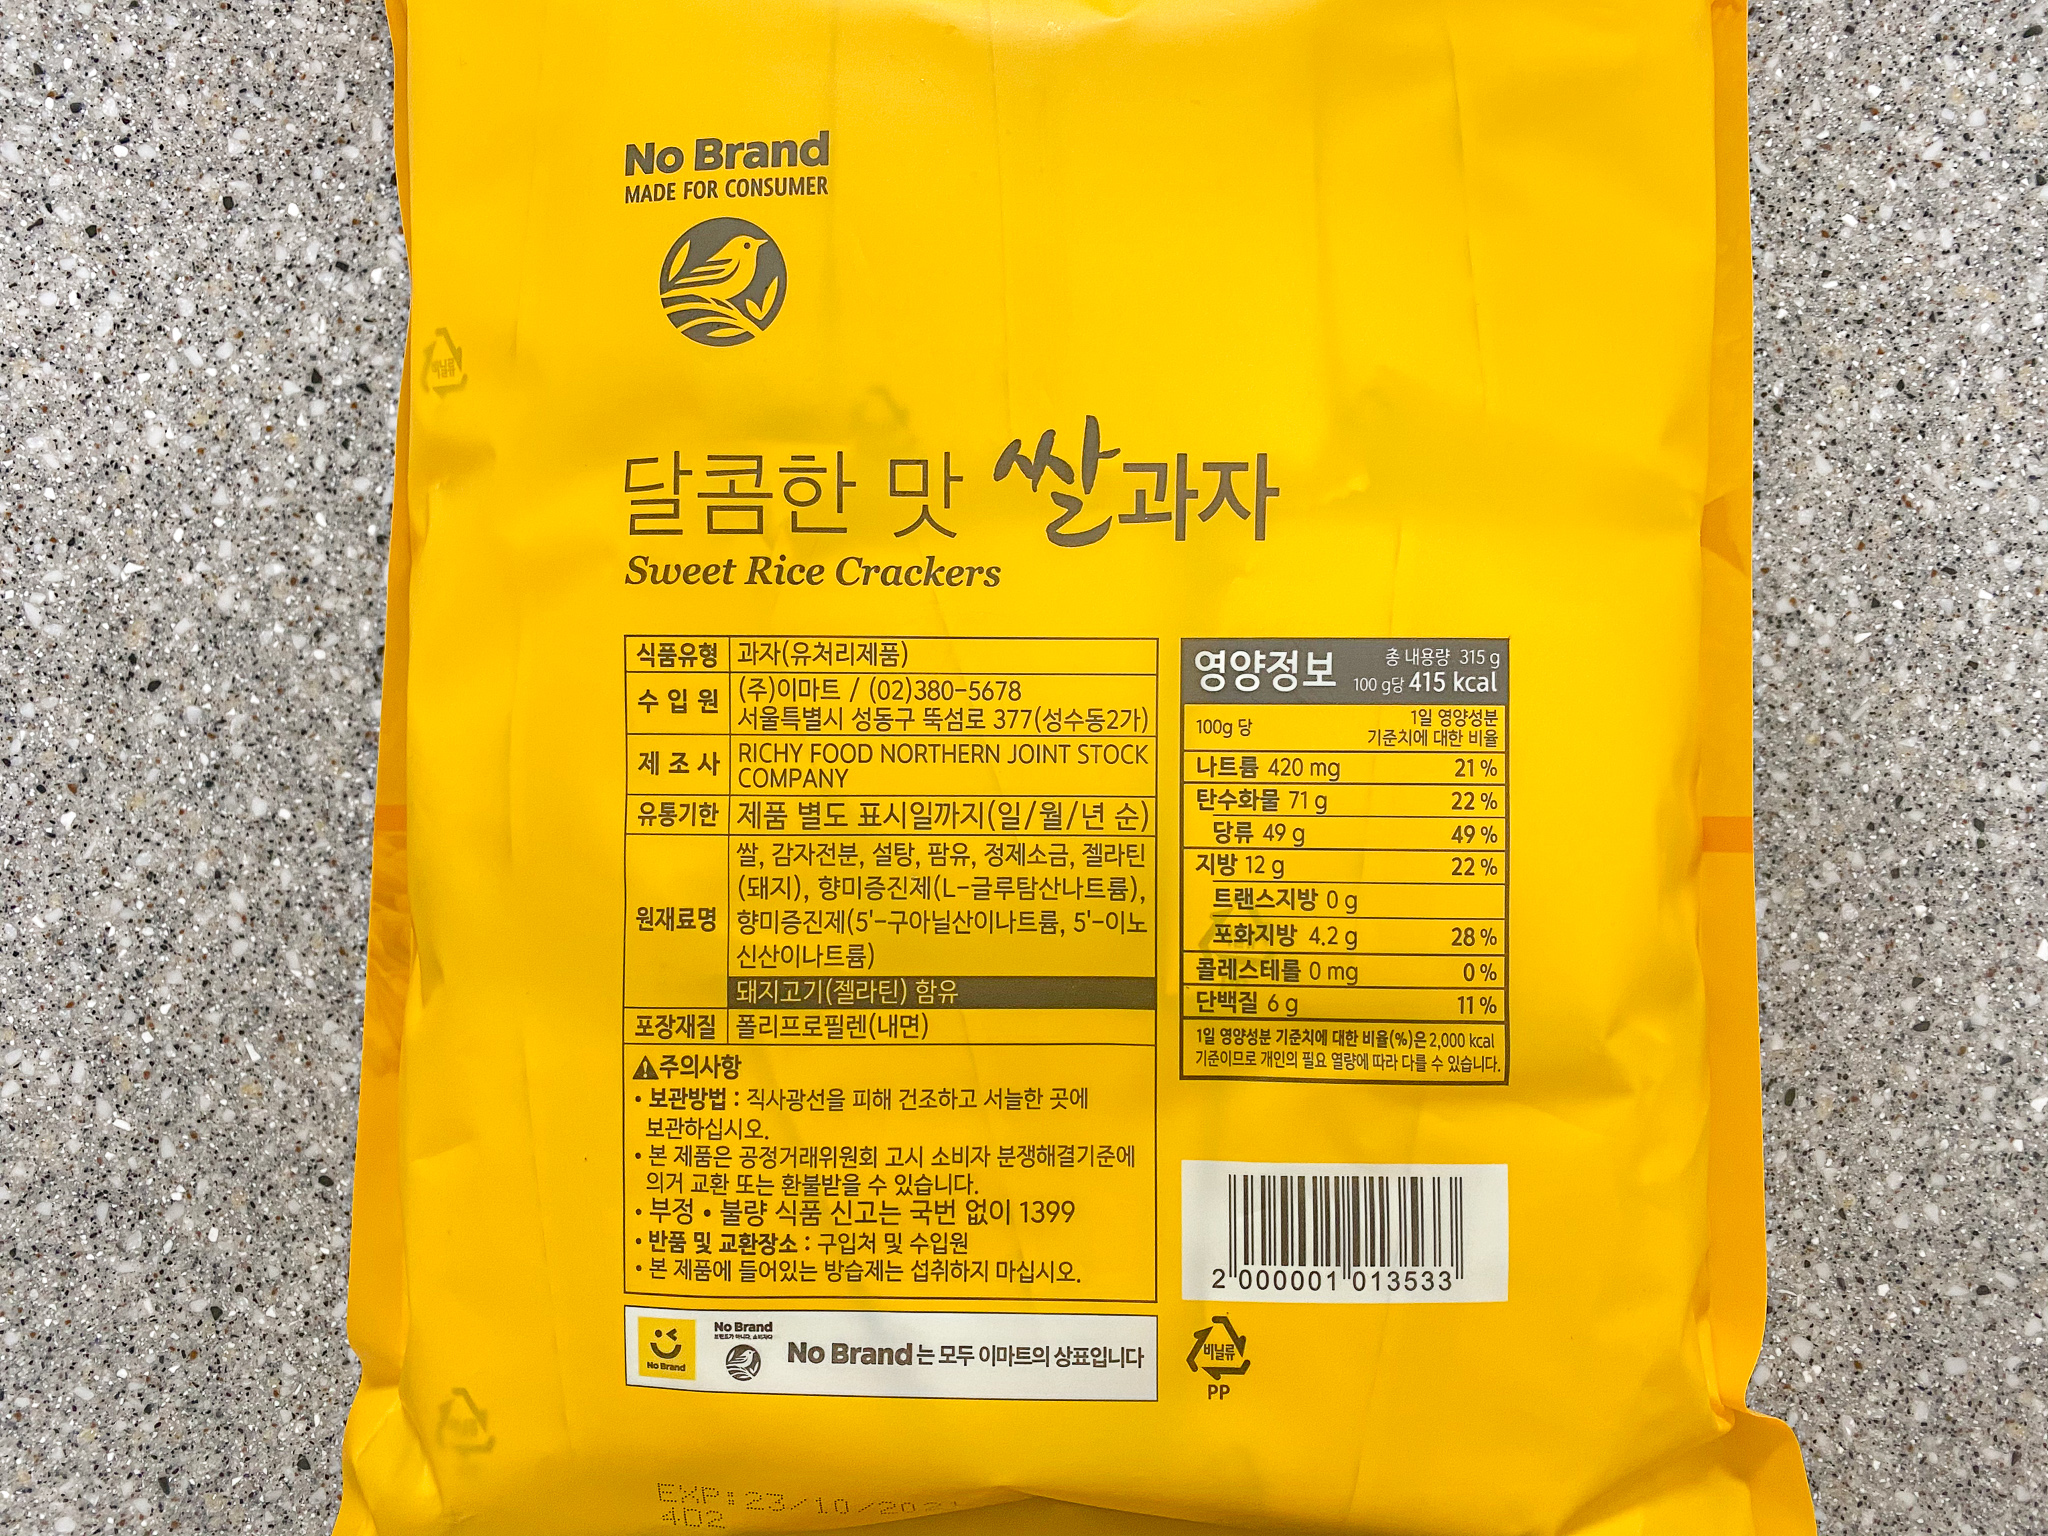 No Brand
MADE FOR CONSUMER
달콤한 맛 쌀과자
Sweet Rice Crackers
식품유형 과자(유처리제품)
수 입 원 (주)이마트 / (02)380-5678
서울특별시 성동구 뚝섬로 377(성수동2가)
제 조 사 RICHY FOOD NORTHERN JOINT STOCK
COMPANY
유통기한 제품 별도 표시일까지(일/월/년 순)
원재료명 쌀, 감자전분, 설탕, 팜유, 정제소금, 젤라틴
(돼지), 향미증진제(L-글루탐산나트륨),
향미증진제(5'-구아닐산이나트륨, 5'-이노
신산이나트륨)
돼지고기(젤라틴) 함유
포장재질 폴리프로필렌(내면)
주의사항
• 보관방법 : 직사광선을 피해 건조하고 서늘한 곳에
보관하십시오.
• 본 제품은 공정거래위원회 고시 소비자 분쟁해결기준에
의거 교환 또는 환불받을 수 있습니다.
• 부정 • 불량 식품 신고는 국번 없이 1399
• 반품 및 교환장소 : 구입처 및 수입원
• 본 제품에 들어있는 방습제는 섭취하지 마십시오.
No Brand
No Brand
브랜드가 아니다, 소비자다
No Brand는 모두 이마트의 상표입니다
영양정보 총 내용량 315 g
100 g당 415 kcal
100g 당 1일 영양성분
기준치에 대한 비율
나트륨 420 mg 21 %
탄수화물 71 g 22 %
당류 49 g 49 %
지방 12 g 22 %
트랜스지방 0 g
포화지방 4.2 g 28 %
콜레스테롤 0 mg 0 %
단백질 6 g 11 %
1일 영양성분 기준치에 대한 비율(%)은 2,000 kcal
기준이므로 개인의 필요 열량에 따라 다를 수 있습니다.
2 000001 013533
비닐류
PP
EXP:23/10/
402